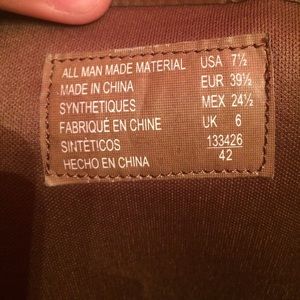 ALL MAN MADE MATERIAL USA 7½
MADE IN CHINA EUR 39½
SYNTHETIQUES MEX 24½
FABRIQUÉ EN CHINE UK 6
SINTÉTICOS 133426
HECHO EN CHINA 42